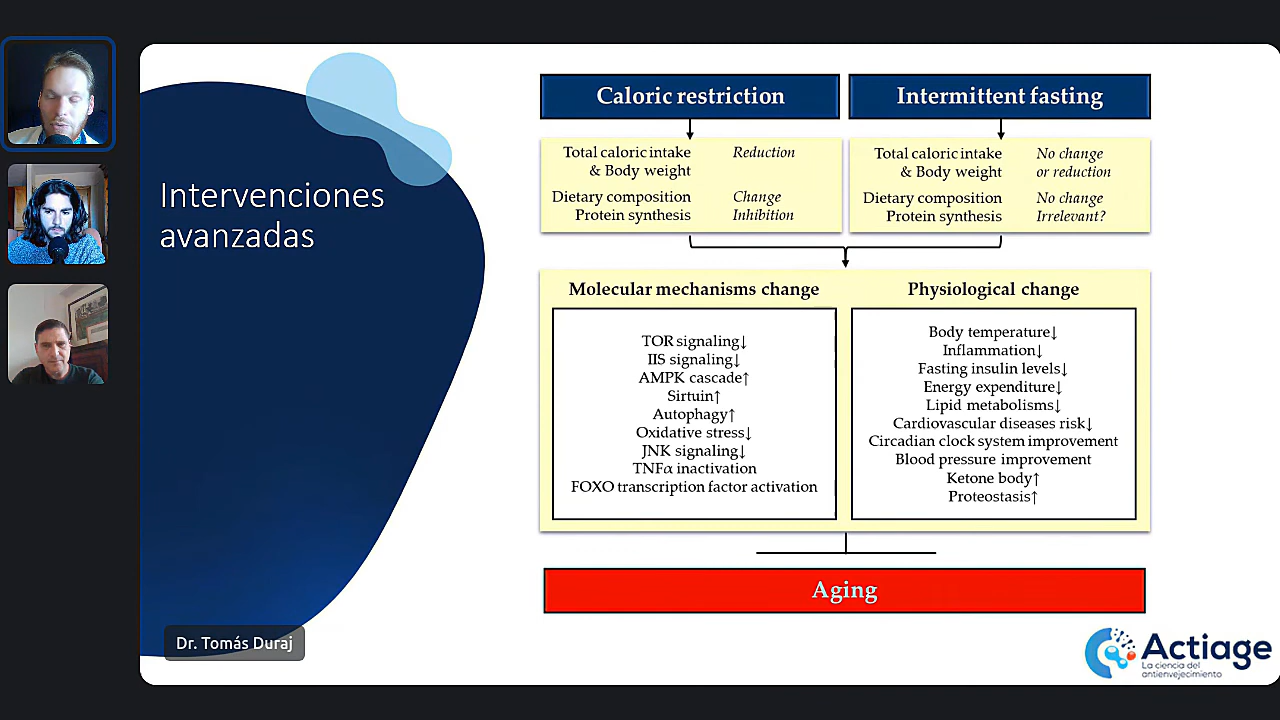 Intervenciones
avanzadas
Caloric restriction
Total caloric intake
& Body weight
Reduction
Dietary composition
Change
Protein synthesis
Inhibition
Intermittent fasting
Total caloric intake
& Body weight
No change
or reduction
Dietary composition
No change
Protein synthesis
Irrelevant?
Molecular mechanisms change
TOR signaling↓
IIS signaling↓
AMPK cascade↑
Sirtuin↑
Autophagy↑
Oxidative stress↓
JNK signaling↓
TNFα inactivation
FOXO transcription factor activation
Physiological change
Body temperature↓
Inflammation↓
Fasting insulin levels↓
Energy expenditure↓
Lipid metabolisms↓
Cardiovascular diseases risk↓
Circadian clock system improvement
Blood pressure improvement
Ketone body↑
Proteostasis↑
Aging
Dr. Tomás Duraj
Actiage
La ciencia del
antienvejecimiento